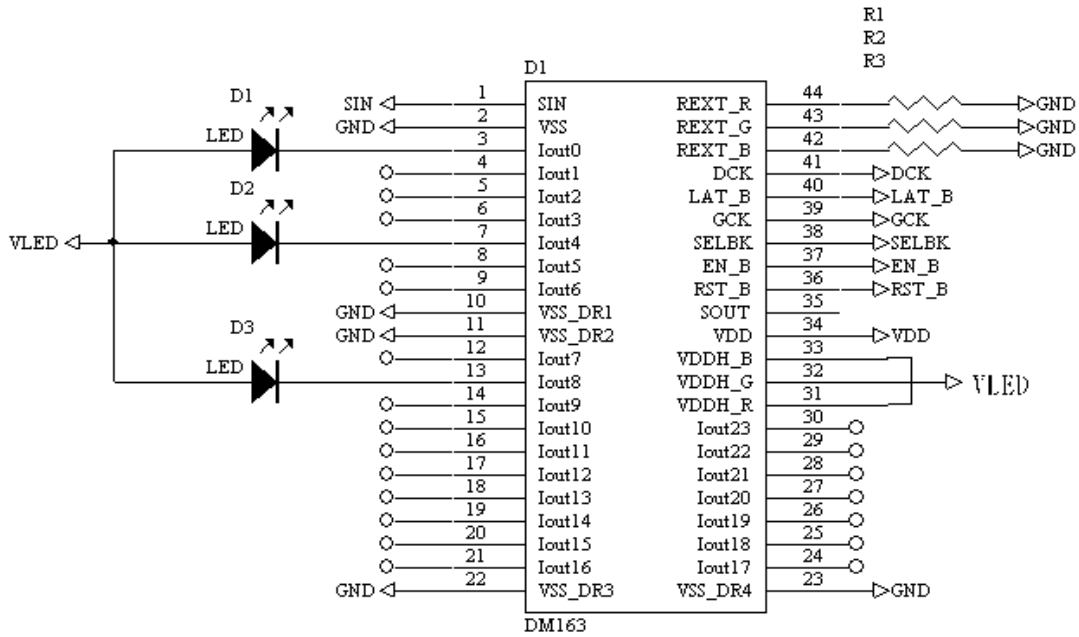 R1
R2
R3
D1
D1
LED
D2
LED
VLED
D3
LED
SIN 1 SIN REXT_R 44 GND
GND 2 VSS REXT_G 43 GND
3 Iout0 REXT_B 42 GND
4 Iout1 DCK 41 DCK
5 Iout2 LAT_B 40 LAT_B
6 Iout3 GCK 39 GCK
7 Iout4 SELBK 38 SELBK
8 Iout5 EN_B 37 EN_B
9 Iout6 RST_B 36 RST_B
GND 10 VSS_DR1 SOUT 35
GND 11 VSS_DR2 VDD 34 VDD
12 Iout7 VDDH_B 33
13 Iout8 VDDH_G 32 VLED
14 Iout9 VDDH_R 31
15 Iout10 Iout23 30
16 Iout11 Iout22 29
17 Iout12 Iout21 28
18 Iout13 Iout20 27
19 Iout14 Iout19 26
20 Iout15 Iout18 25
21 Iout16 Iout17 24
GND 22 VSS_DR3 VSS_DR4 23 GND
DM163